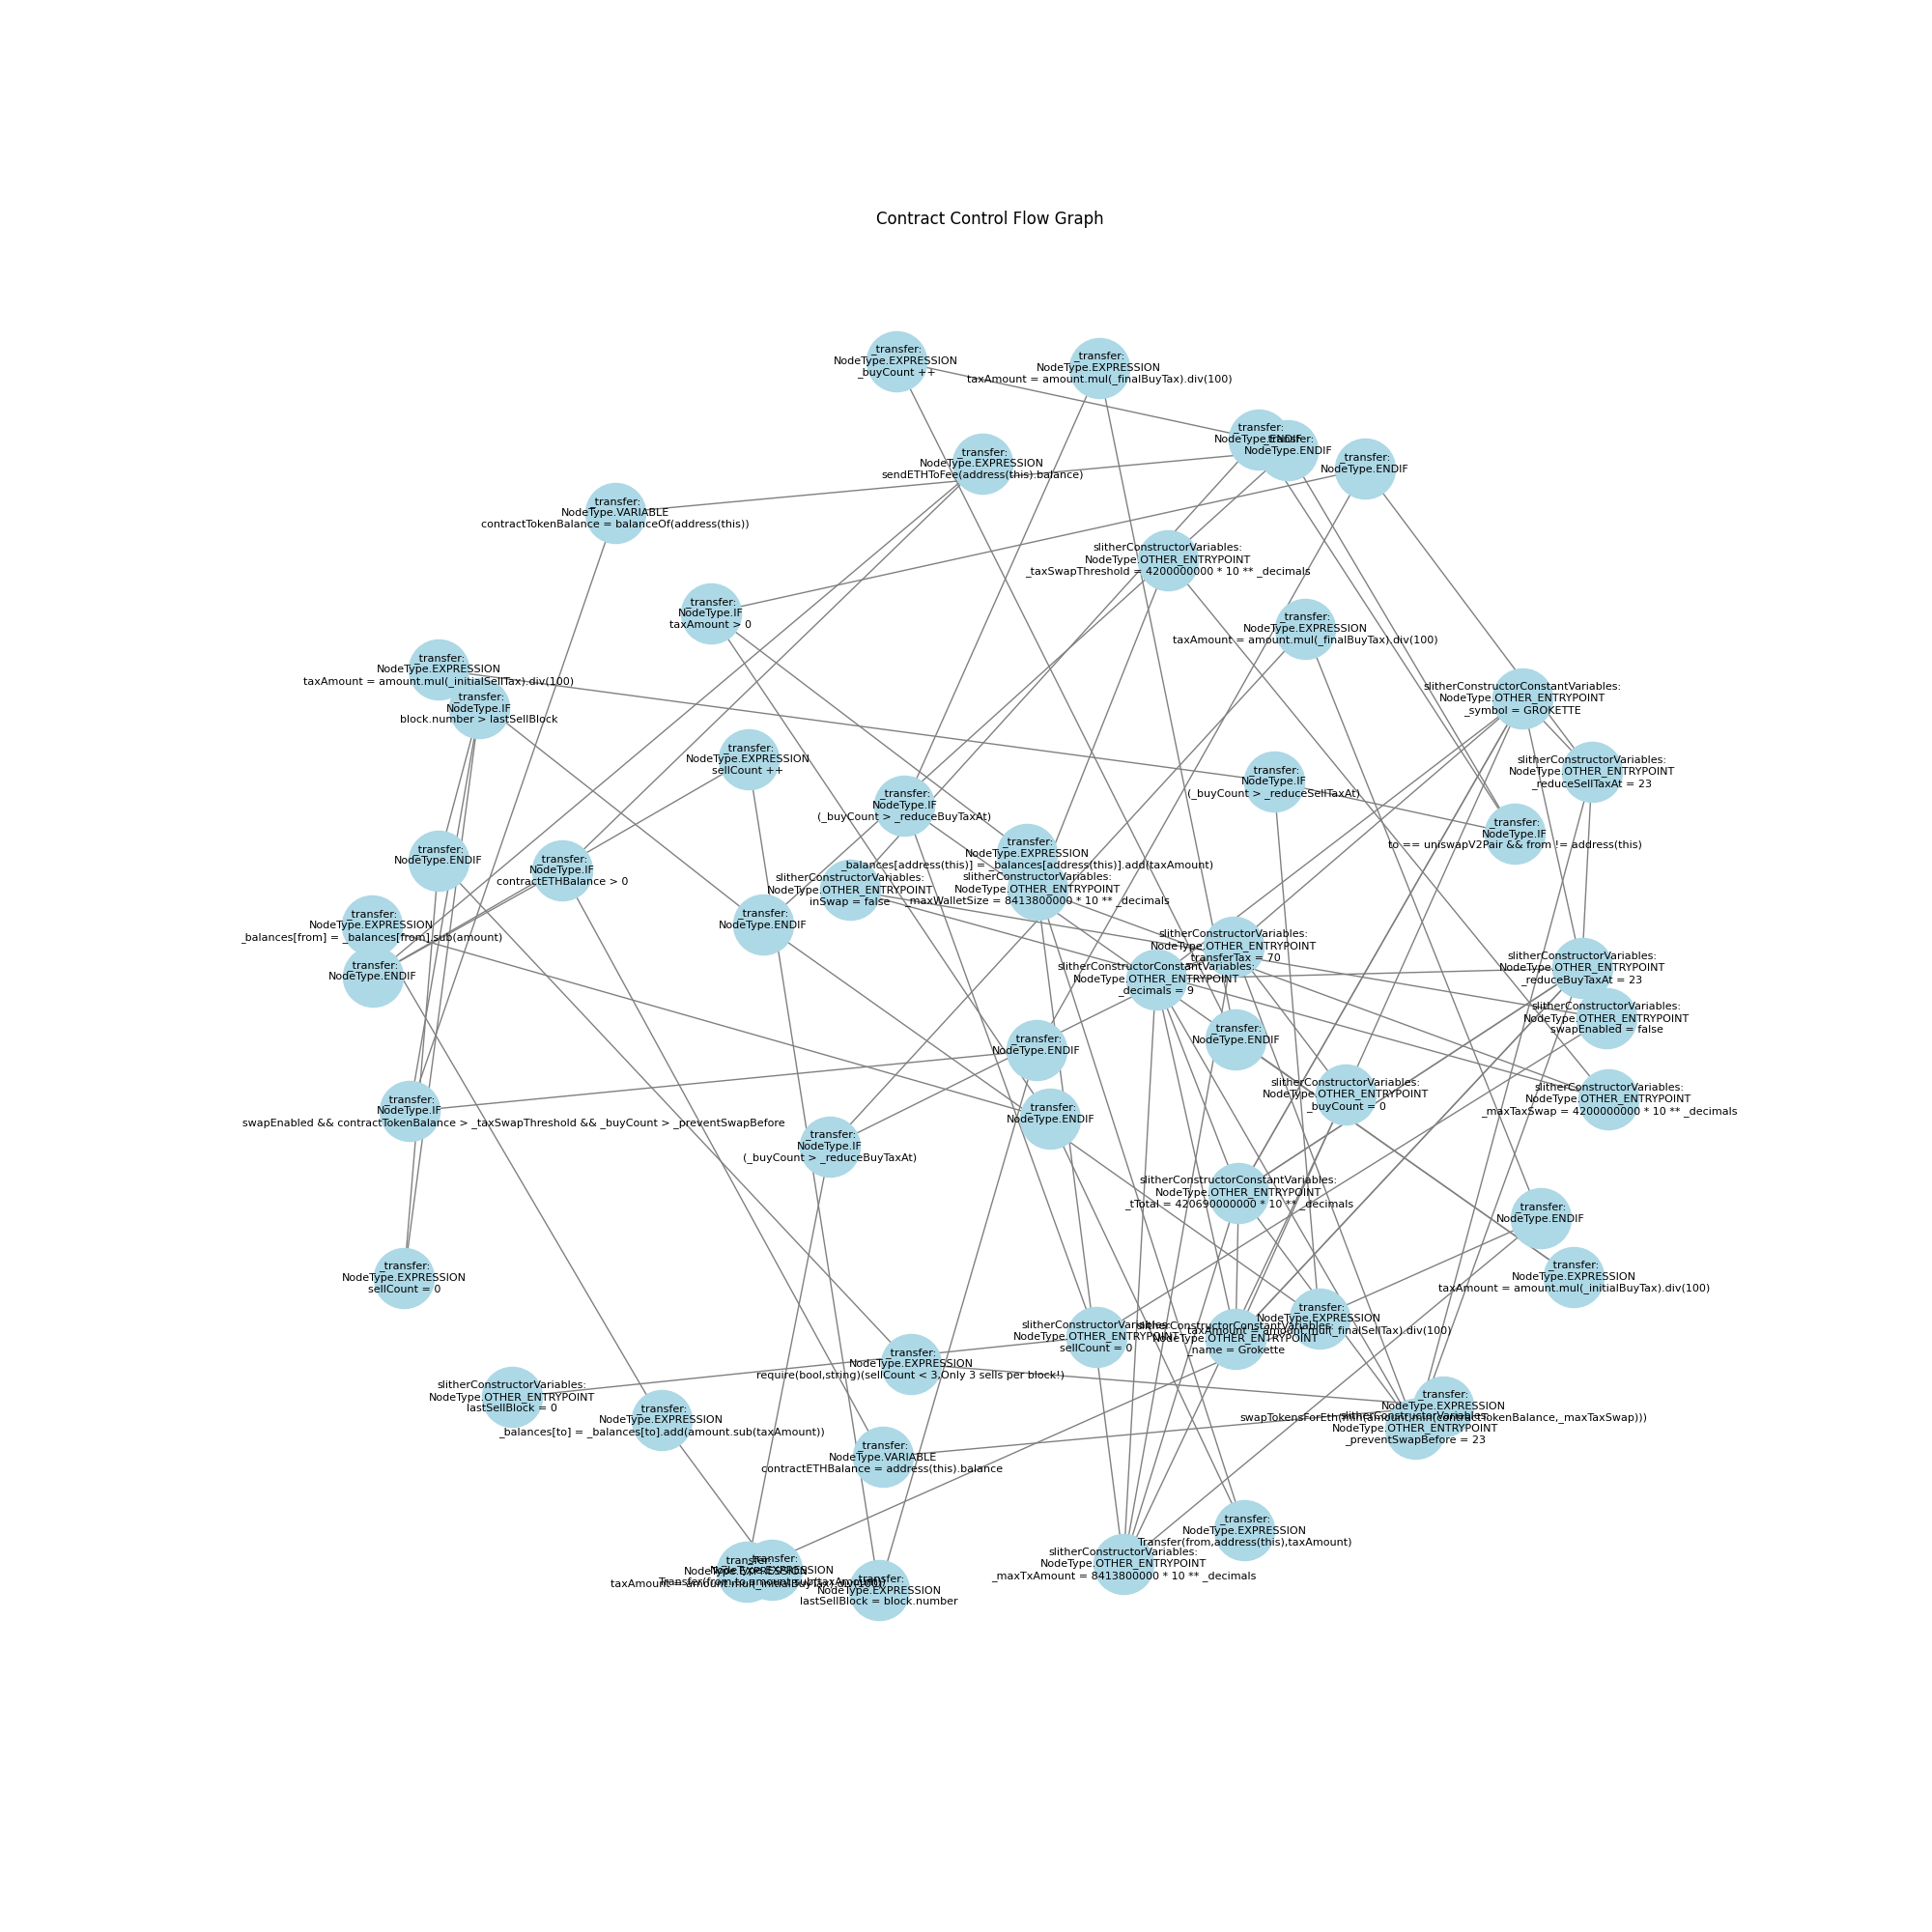 Contract Control Flow Graph
_transfer:
NodeType.EXPRESSION
_buyCount ++
_transfer:
NodeType.EXPRESSION
taxAmount = amount.mul(_finalBuyTax).div(100)
_transfer:
NodeType.ENDIF
_transfer:
NodeType.ENDIF
_transfer:
NodeType.ENDIF
_transfer:
NodeType.EXPRESSION
sendETHToFee(address(this).balance)
_transfer:
NodeType.VARIABLE
contractTokenBalance = balanceOf(address(this))
slitherConstructorVariables:
NodeType.OTHER_ENTRYPOINT
_taxSwapThreshold = 4200000000 * 10 ** _decimals
_transfer:
NodeType.IF
taxAmount > 0
_transfer:
NodeType.EXPRESSION
taxAmount = amount.mul(_finalBuyTax).div(100)
_transfer:
NodeType.EXPRESSION
taxAmount = amount.mul(_initialSellTax).div(100)
_transfer:
NodeType.IF
block.number > lastSellBlock
slitherConstructorConstantVariables:
NodeType.OTHER_ENTRYPOINT
_symbol = GROKETTE
_transfer:
NodeType.EXPRESSION
sellCount ++
slitherConstructorVariables:
NodeType.OTHER_ENTRYPOINT
_reduceSellTaxAt = 23
_transfer:
NodeType.IF
(_buyCount > _reduceSellTaxAt)
_transfer:
NodeType.IF
(_buyCount > _reduceBuyTaxAt)
_transfer:
NodeType.IF
to == uniswapV2Pair && from != address(this)
_transfer:
NodeType.ENDIF
_transfer:
NodeType.IF
contractETHBalance > 0
_transfer:
NodeType.EXPRESSION
_balances[address(this)] = _balances[address(this)].add(taxAmount)
slitherConstructorVariables:
NodeType.OTHER_ENTRYPOINT
inSwap = false
slitherConstructorVariables:
NodeType.OTHER_ENTRYPOINT
_maxWalletSize = 8413800000 * 10 ** _decimals
_transfer:
NodeType.EXPRESSION
_balances[from] = _balances[from].sub(amount)
_transfer:
NodeType.ENDIF
_transfer:
NodeType.ENDIF
slitherConstructorVariables:
NodeType.OTHER_ENTRYPOINT
transferTax = 70
slitherConstructorConstantVariables:
NodeType.OTHER_ENTRYPOINT
_decimals = 9
slitherConstructorVariables:
NodeType.OTHER_ENTRYPOINT
_reduceBuyTaxAt = 23
slitherConstructorVariables:
NodeType.OTHER_ENTRYPOINT
swapEnabled = false
_transfer:
NodeType.ENDIF
_transfer:
NodeType.ENDIF
slitherConstructorVariables:
NodeType.OTHER_ENTRYPOINT
_buyCount = 0
slitherConstructorVariables:
NodeType.OTHER_ENTRYPOINT
_maxTaxSwap = 4200000000 * 10 ** _decimals
_transfer:
NodeType.IF
swapEnabled && contractTokenBalance > _taxSwapThreshold && _buyCount > _preventSwapBefore
_transfer:
NodeType.ENDIF
_transfer:
NodeType.IF
(_buyCount > _reduceBuyTaxAt)
slitherConstructorConstantVariables:
NodeType.OTHER_ENTRYPOINT
_tTotal = 420690000000 * 10 ** _decimals
_transfer:
NodeType.ENDIF
_transfer:
NodeType.EXPRESSION
sellCount = 0
_transfer:
NodeType.EXPRESSION
taxAmount = amount.mul(_initialBuyTax).div(100)
_transfer:
NodeType.EXPRESSION
taxAmount = amount.mul(_finalSellTax).div(100)
slitherConstructorVariables:
NodeType.OTHER_ENTRYPOINT
sellCount = 0
slitherConstructorConstantVariables:
NodeType.OTHER_ENTRYPOINT
_name = Grokette
_transfer:
NodeType.EXPRESSION
require(bool,string)(sellCount < 3,Only 3 sells per block!)
slitherConstructorVariables:
NodeType.OTHER_ENTRYPOINT
lastSellBlock = 0
_transfer:
NodeType.EXPRESSION
_balances[to] = _balances[to].add(amount.sub(taxAmount))
_transfer:
NodeType.EXPRESSION
swapTokensForEth(min(amount,min(contractTokenBalance,_maxTaxSwap)))
slitherConstructorVariables:
NodeType.OTHER_ENTRYPOINT
_preventSwapBefore = 23
_transfer:
NodeType.VARIABLE
contractETHBalance = address(this).balance
_transfer:
NodeType.EXPRESSION
Transfer(from,address(this),taxAmount)
slitherConstructorVariables:
NodeType.OTHER_ENTRYPOINT
_maxTxAmount = 8413800000 * 10 ** _decimals
_transfer:
NodeType.EXPRESSION
taxAmount = amount.mul(_initialBuyTax).div(100)
_transfer:
NodeType.EXPRESSION
Transfer(from,to,amount.sub(taxAmount))
_transfer:
NodeType.EXPRESSION
lastSellBlock = block.number